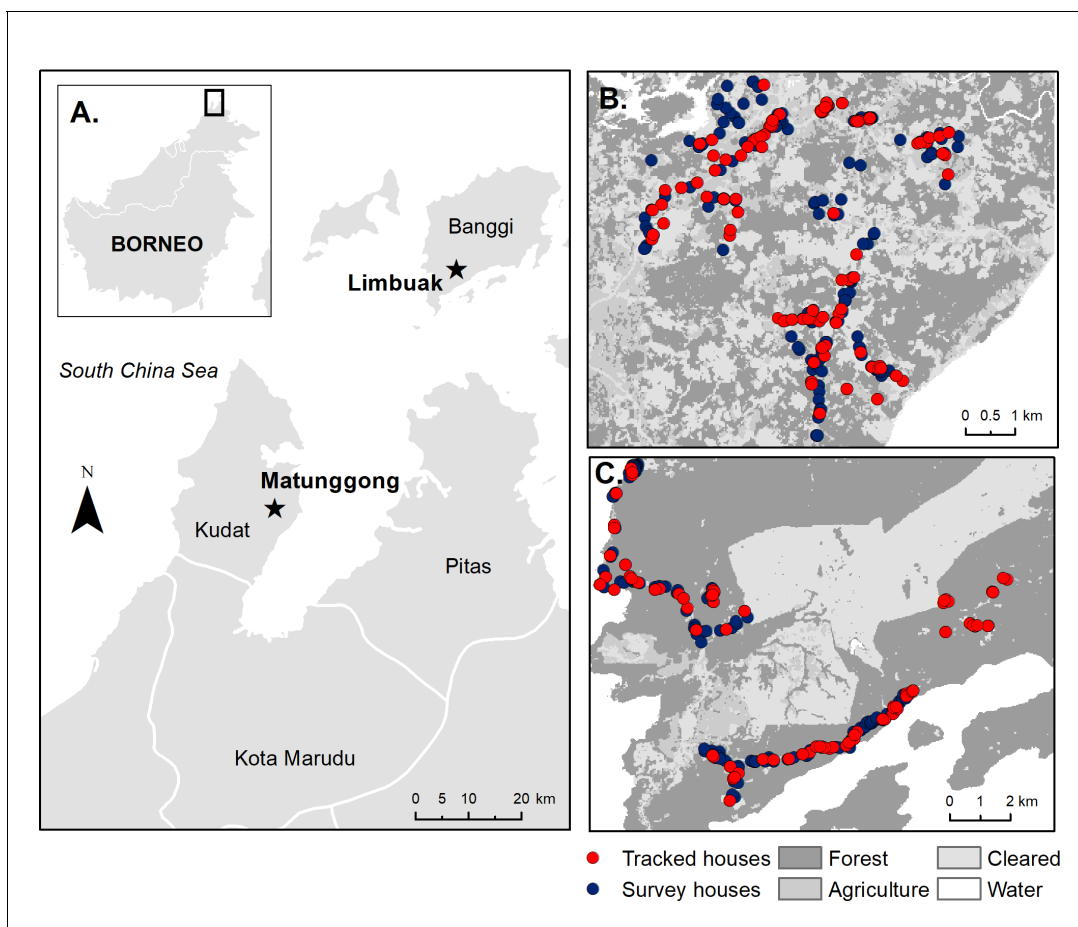 A.
BORNEO
Banggi
Limbuak
South China Sea
N
Matunggong
Kudat
Pitas
Kota Marudu
0 5 10 20 km
B.
0 0.5 1 km
C.
0 1 2 km
Tracked houses Forest Cleared
Survey houses Agriculture Water